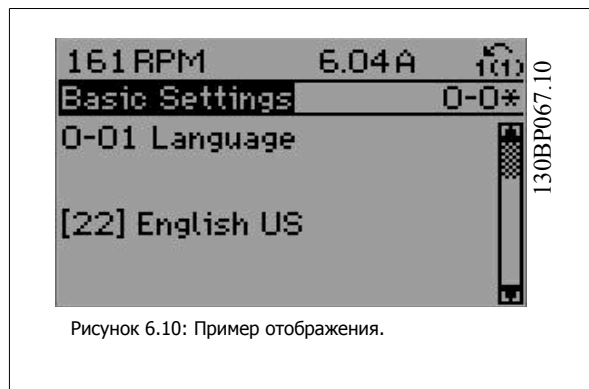 161 RPM 6.04 A 1(1)
Basic Settings 0-0*
0-01 Language
[22] English US
130BP067.10
Рисунок 6.10: Пример отображения.